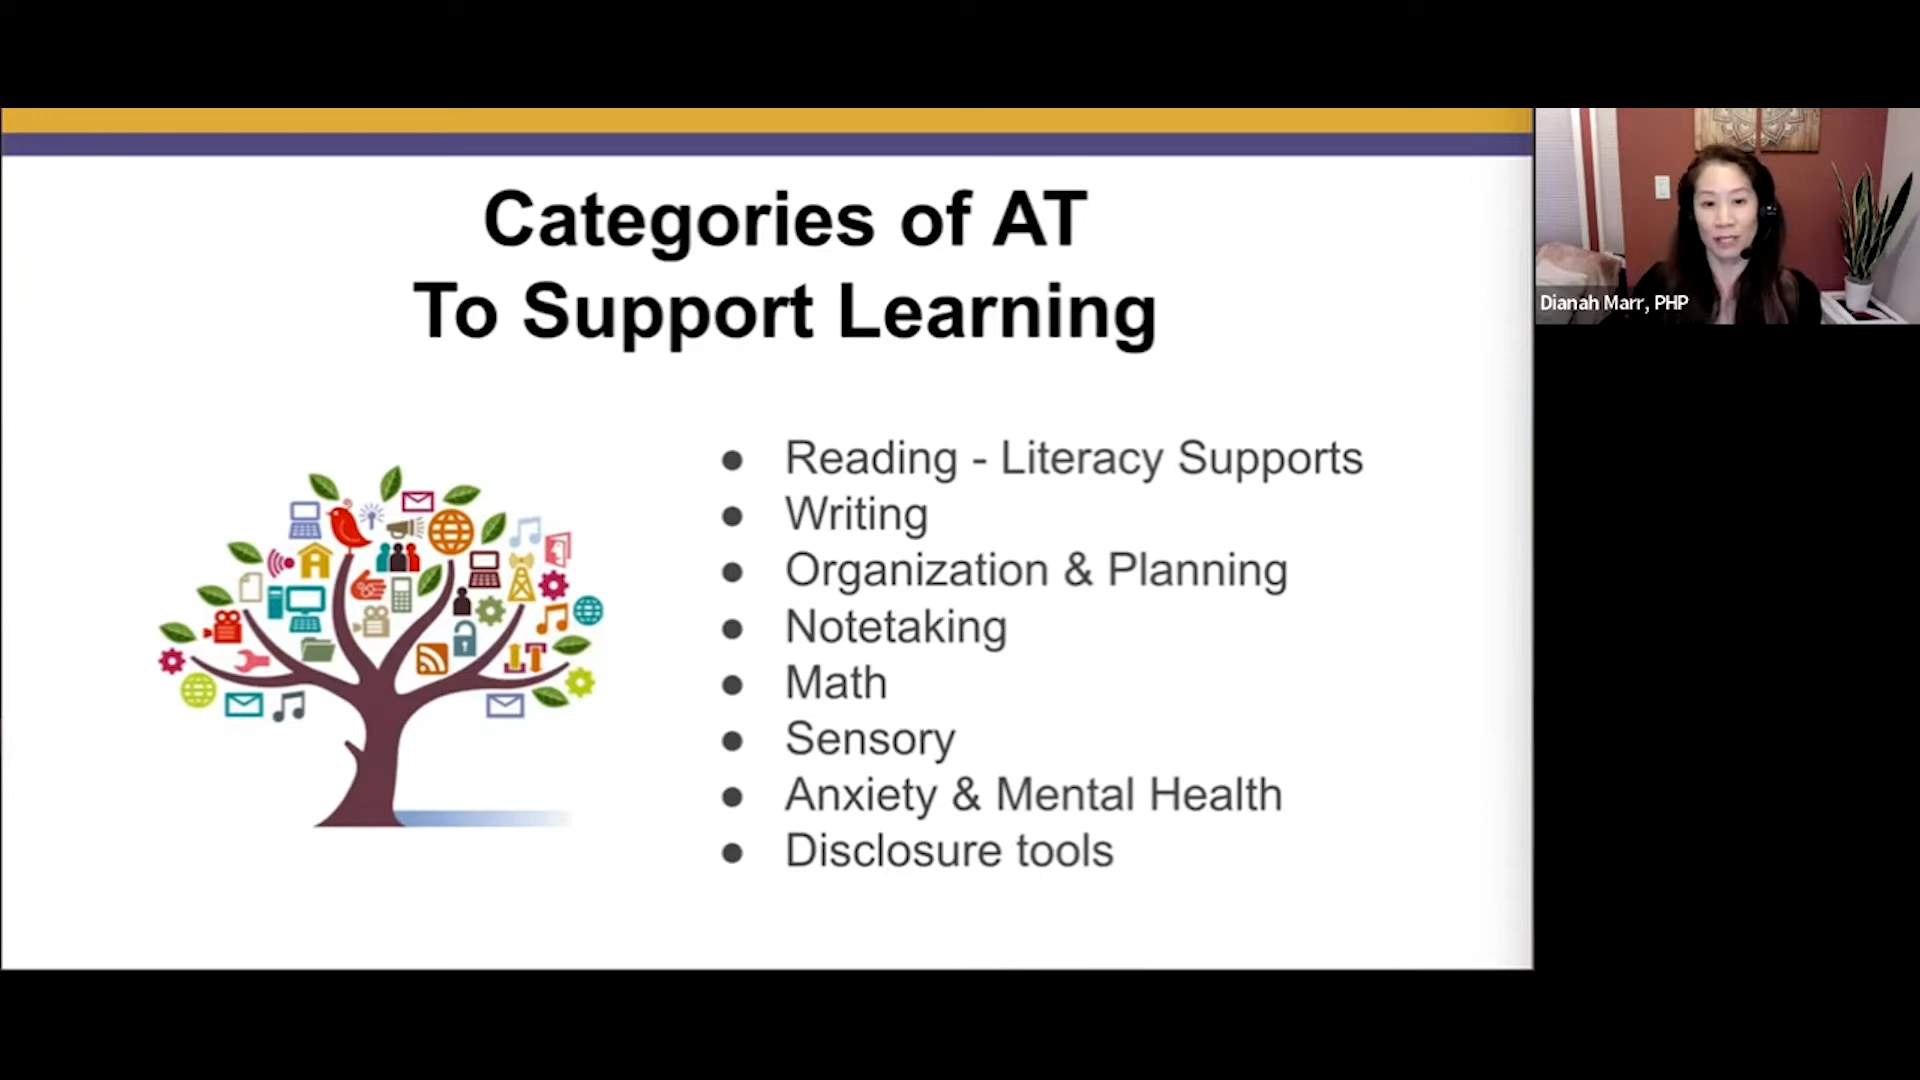 Categories of AT
To Support Learning
● Reading - Literacy Supports
● Writing
● Organization & Planning
● Notetaking
● Math
● Sensory
● Anxiety & Mental Health
● Disclosure tools
Dianah Marr, PHP